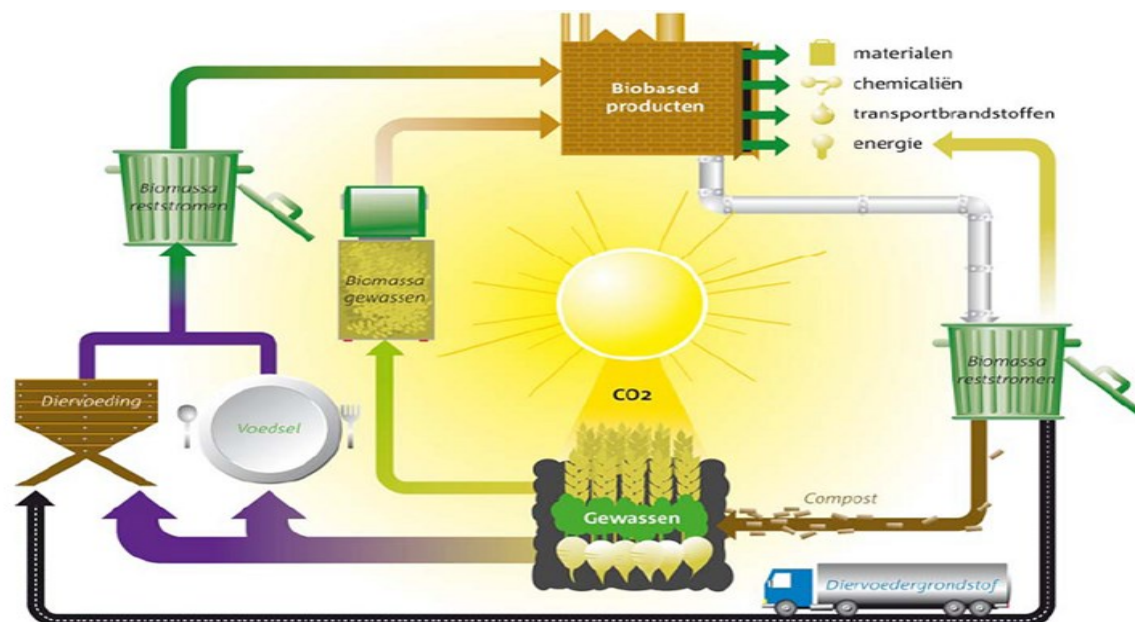 Biobased
producten
materialen
chemicaliën
transportbrandstoffen
energie
Biomassa
reststromen
Biomassa
gewassen
Biomassa
reststromen
Diervoeding
Voedsel
CO2
Gewassen
Compost
Diervoedergrondstof